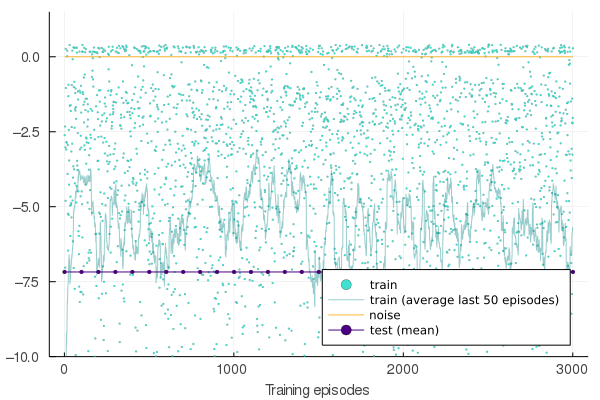 0.0
−2.5
−5.0
−7.5
−10.0
train
train (average last 50 episodes)
noise
test (mean)
0
1000
2000
3000
Training episodes